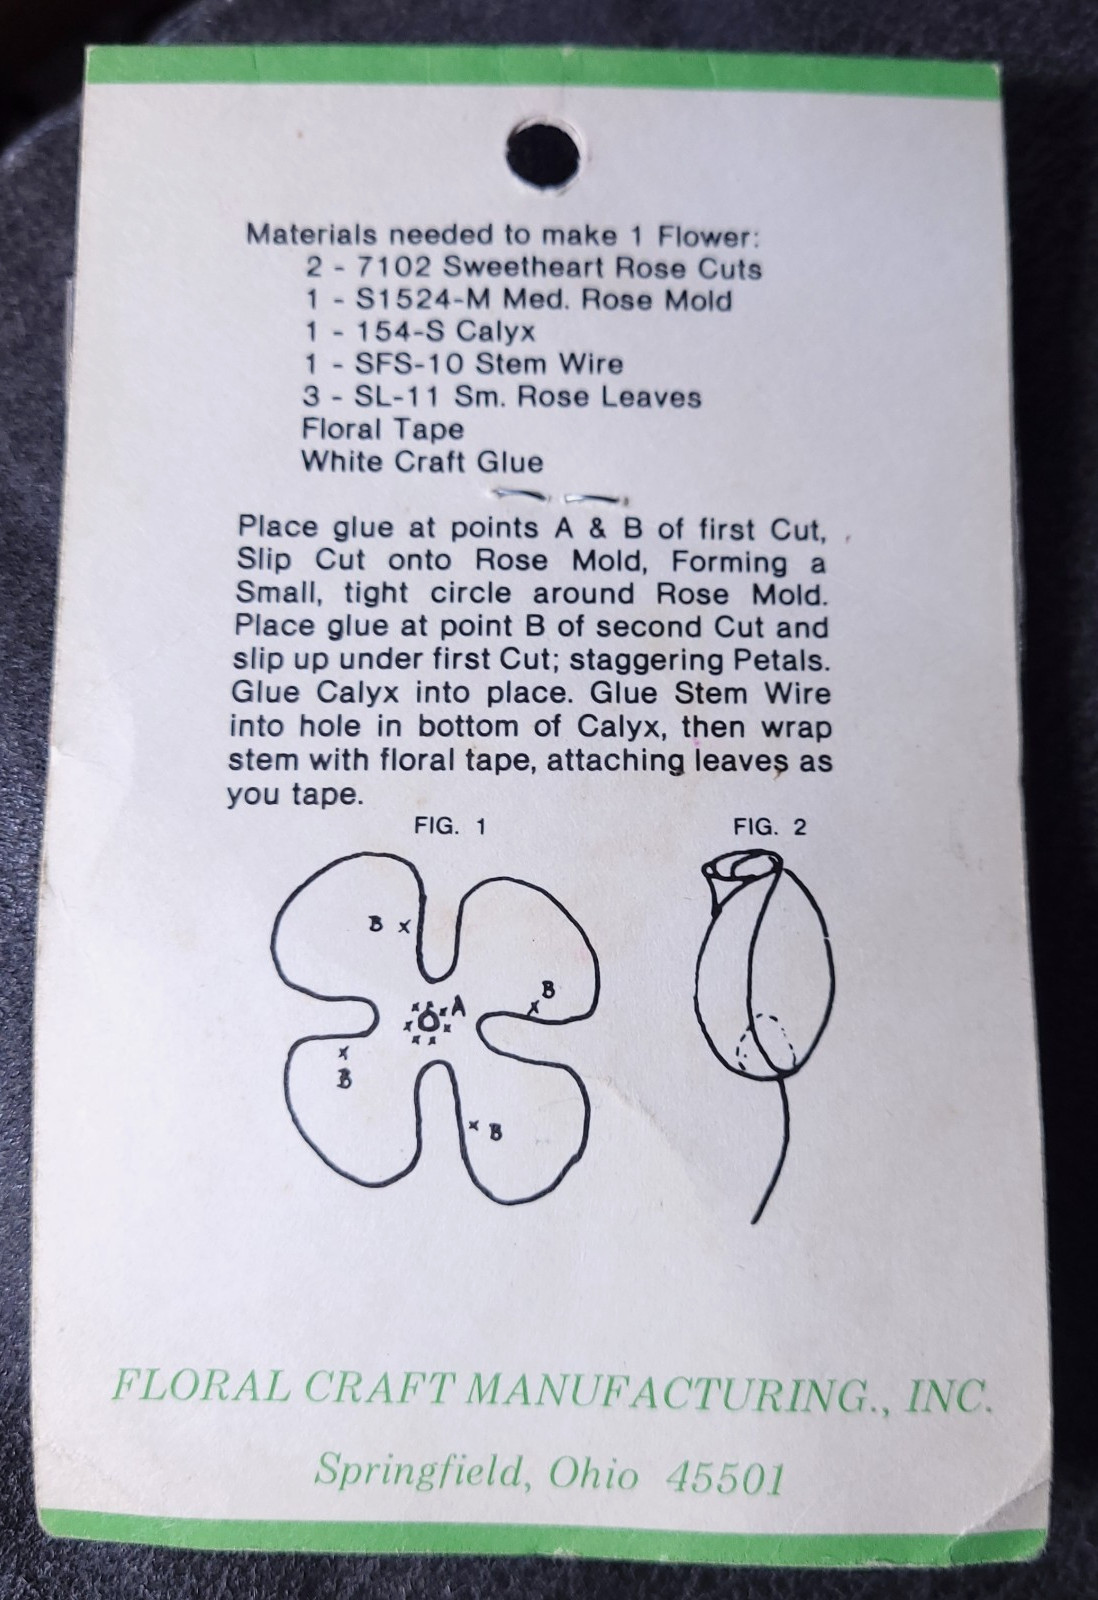 Materials needed to make 1 Flower:
2 - 7102 Sweetheart Rose Cuts
1 - S1524-M Med. Rose Mold
1 - 154-S Calyx
1 - SFS-10 Stem Wire
3 - SL-11 Sm. Rose Leaves
Floral Tape
White Craft Glue
Place glue at points A & B of first Cut,
Slip Cut onto Rose Mold, Forming a
Small, tight circle around Rose Mold.
Place glue at point B of second Cut and
slip up under first Cut; staggering Petals.
Glue Calyx into place. Glue Stem Wire
into hole in bottom of Calyx, then wrap
stem with floral tape, attaching leaves as
you tape.
FIG. 1
FIG. 2
B x
B
x
A
x
B
x B
FLORAL CRAFT MANUFACTURING., INC.
Springfield, Ohio 45501